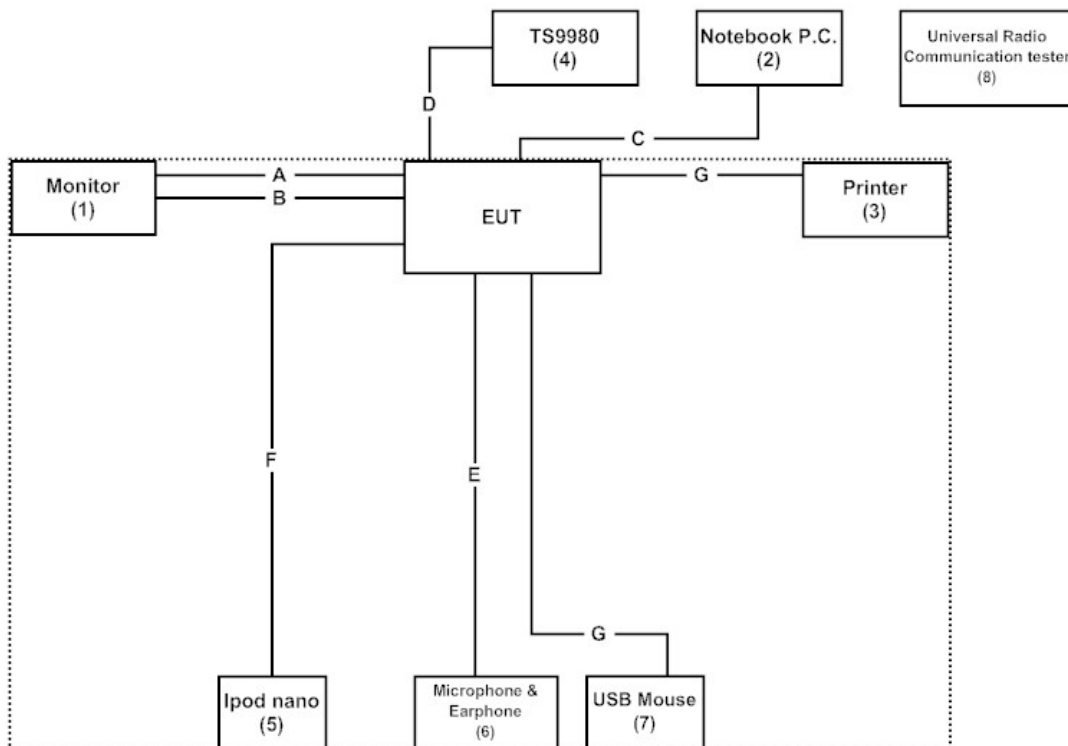 TS9980
(4)
Notebook P.C.
(2)
Universal Radio
Communication tester
(8)
D
C
Monitor
(1)
A
B
EUT
G
Printer
(3)
F
E
G
Ipod nano
(5)
Microphone &
Earphone
(6)
USB Mouse
(7)